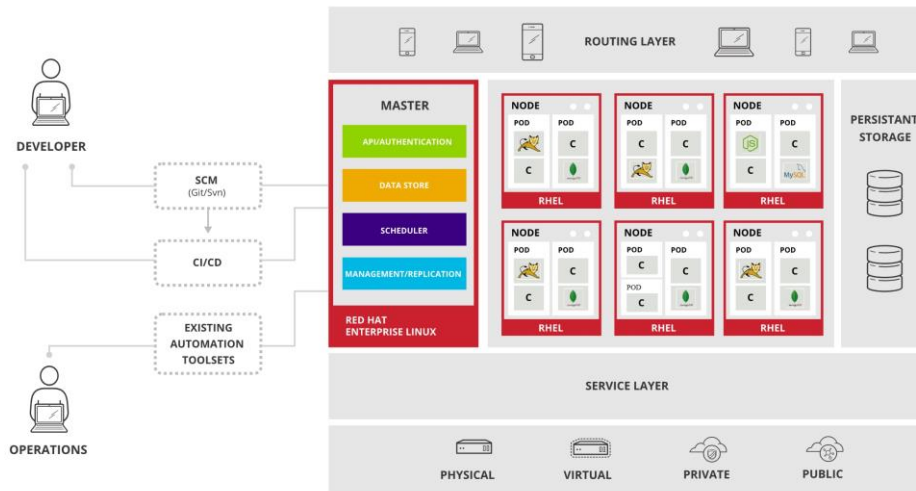 ROUTING LAYER
DEVELOPER
SCM
(Git/Svn)
CI/CD
EXISTING
AUTOMATION
TOOLSETS
OPERATIONS
MASTER
API/AUTHENTICATION
DATA STORE
SCHEDULER
MANAGEMENT/REPLICATION
RED HAT
ENTERPRISE LINUX
NODE
POD POD
C
C
RHEL
NODE
POD POD
C C
C
RHEL
NODE
POD POD
JS C
C MySQL
RHEL
NODE
POD POD
C
C
RHEL
NODE
POD POD
C C
POD
C
RHEL
NODE
POD POD
C
C
RHEL
PERSISTANT
STORAGE
SERVICE LAYER
PHYSICAL VIRTUAL PRIVATE PUBLIC